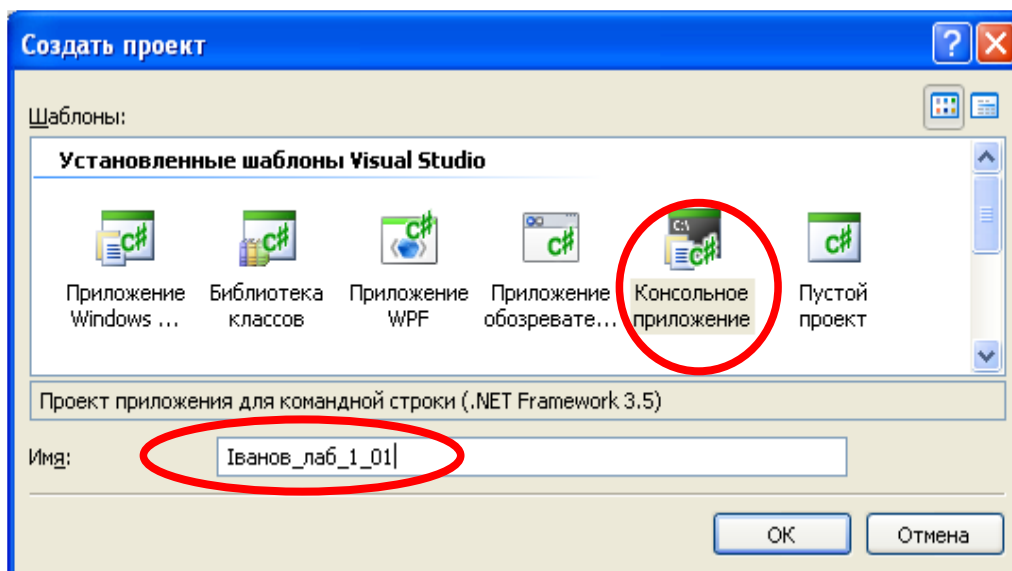 Создать проект
Шаблоны:
Установленные шаблоны Visual Studio
Приложение Windows ...
Библиотека классов
Приложение WPF
Приложение обозревате...
Консольное приложение
Пустой проект
Проект приложения для командной строки (.NET Framework 3.5)
Имя:
Іванов_лаб_1_01
ОК
Отмена